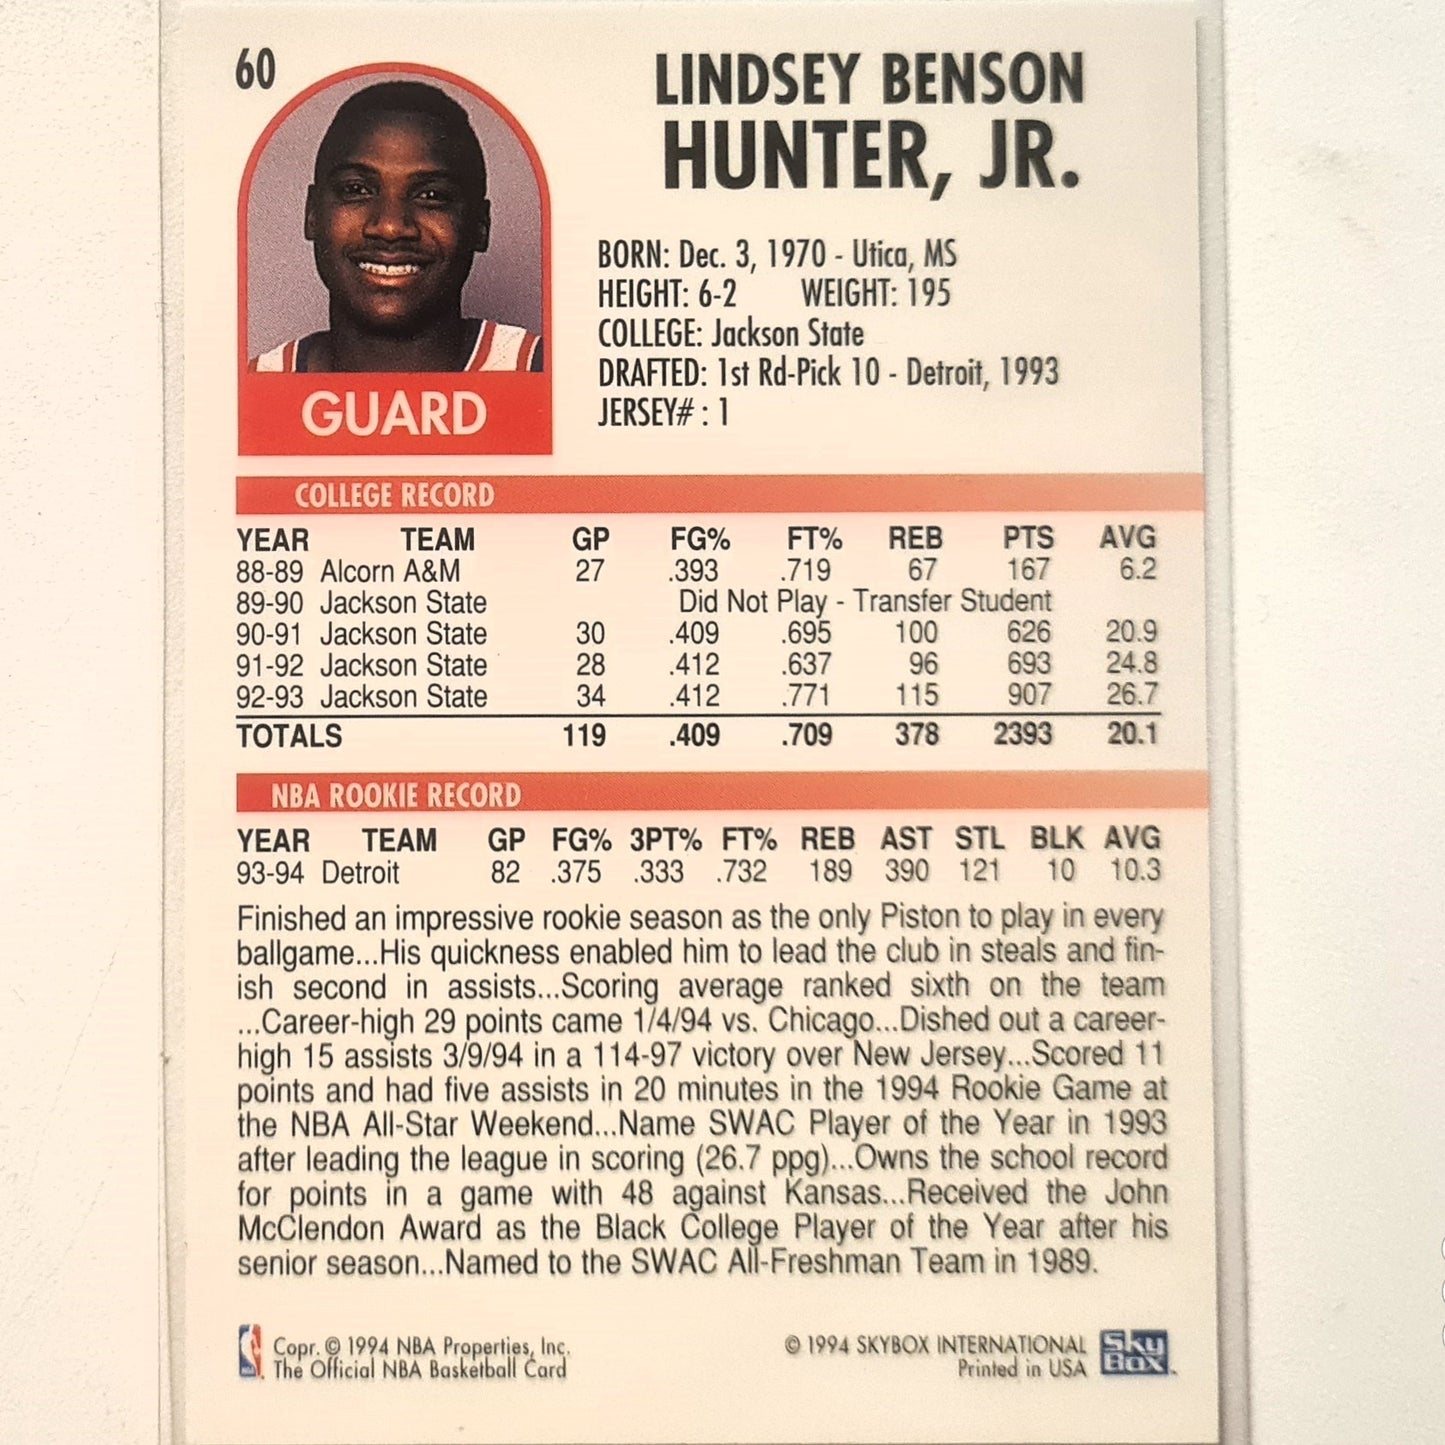 60
LINDSEY BENSON
HUNTER, JR.
BORN: Dec. 3, 1970 - Utica, MS
HEIGHT: 6-2 WEIGHT: 195
COLLEGE: Jackson State
DRAFTED: 1st Rd-Pick 10 - Detroit, 1993
JERSEY# : 1
GUARD
COLLEGE RECORD
YEAR TEAM GP FG% FT% REB PTS AVG
88-89 Alcorn A&M 27 .393 .719 67 167 6.2
89-90 Jackson State Did Not Play - Transfer Student
90-91 Jackson State 30 .409 .695 100 626 20.9
91-92 Jackson State 28 .412 .637 96 693 24.8
92-93 Jackson State 34 .412 .771 115 907 26.7
TOTALS 119 .409 .709 378 2393 20.1
NBA ROOKIE RECORD
YEAR TEAM GP FG% 3PT% FT% REB AST STL BLK AVG
93-94 Detroit 82 .375 .333 .732 189 390 121 10 10.3
Finished an impressive rookie season as the only Piston to play in every
ballgame...His quickness enabled him to lead the club in steals and fin-
ish second in assists...Scoring average ranked sixth on the team
...Career-high 29 points came 1/4/94 vs. Chicago...Dished out a career-
high 15 assists 3/9/94 in a 114-97 victory over New Jersey...Scored 11
points and had five assists in 20 minutes in the 1994 Rookie Game at
the NBA All-Star Weekend...Name SWAC Player of the Year in 1993
after leading the league in scoring (26.7 ppg)...Owns the school record
for points in a game with 48 against Kansas...Received the John
McClendon Award as the Black College Player of the Year after his
senior season...Named to the SWAC All-Freshman Team in 1989.
Copr. © 1994 NBA Properties, Inc.
The Official NBA Basketball Card
© 1994 SKYBOX INTERNATIONAL
Printed in USA
SkyBox